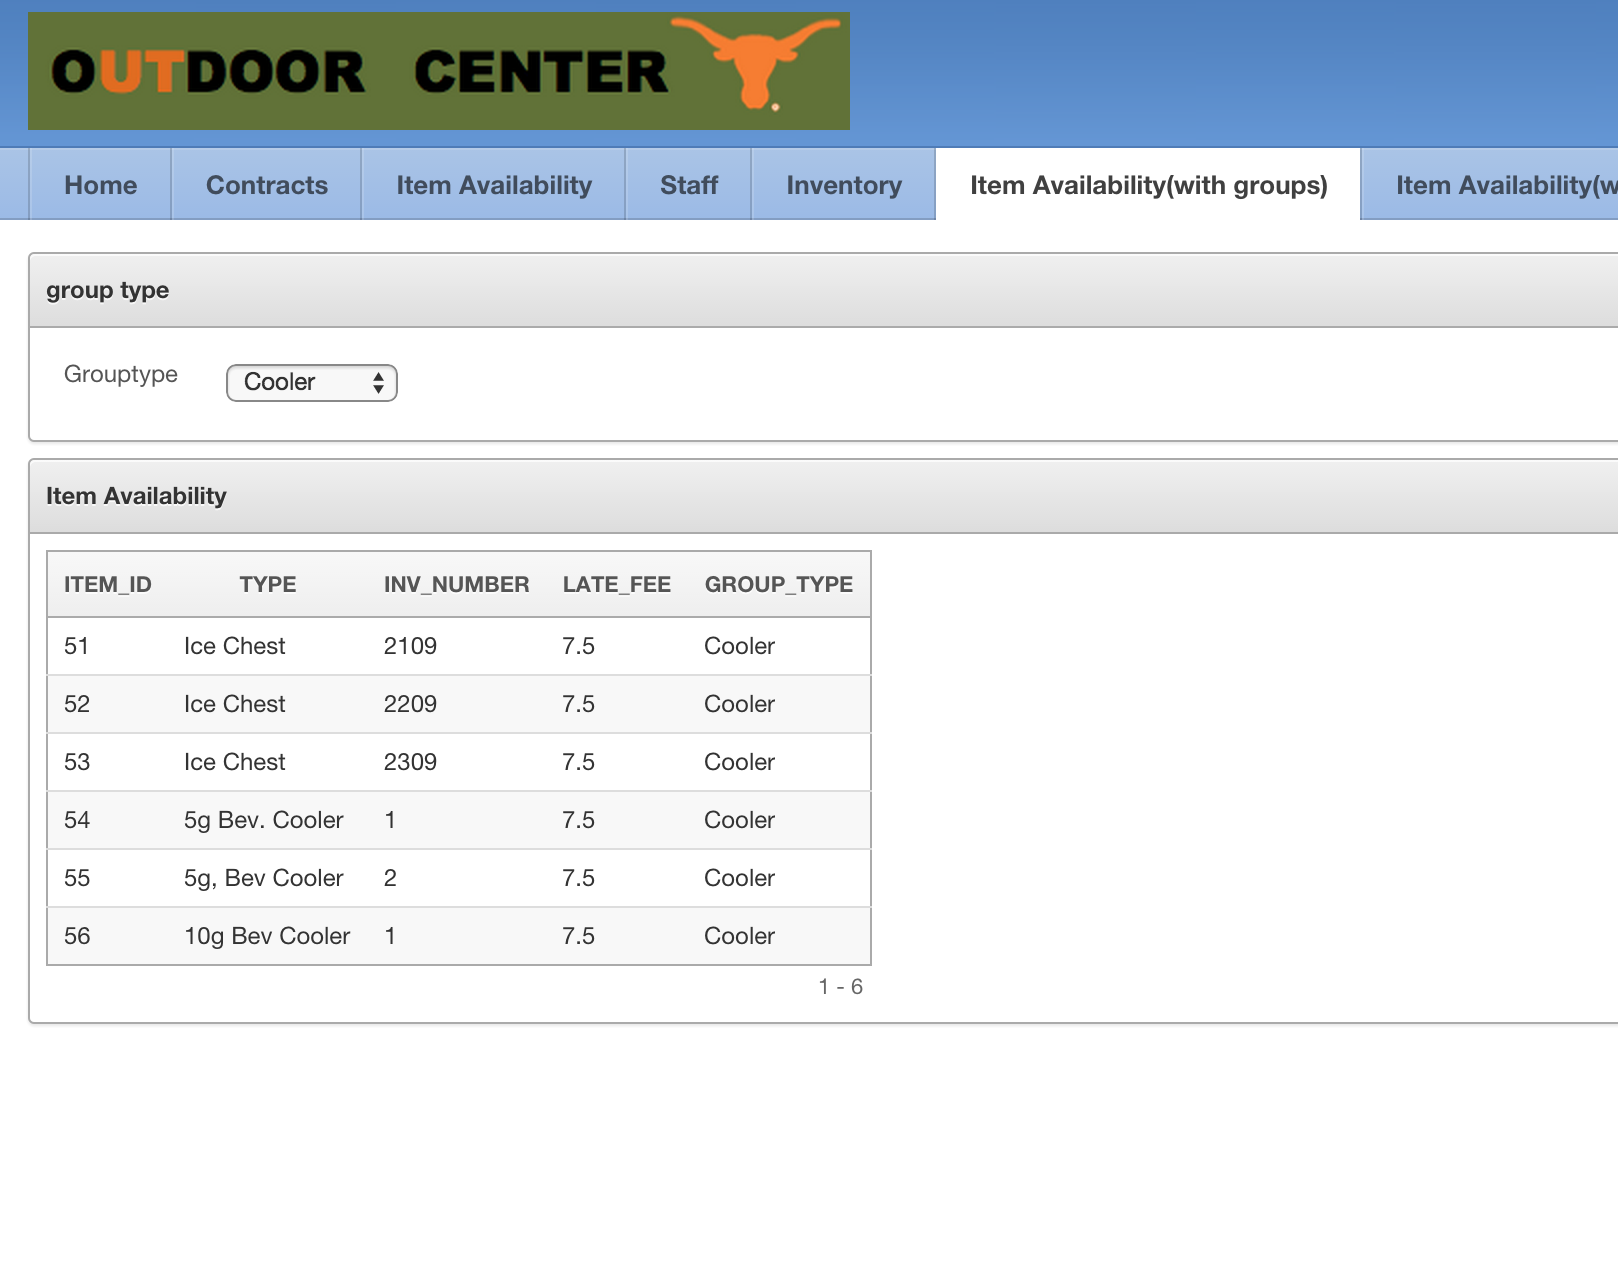 OUTDOOR CENTER
Home Contracts Item Availability Staff Inventory Item Availability(with groups) Item Availability(w
group type
Grouptype Cooler
Item Availability
ITEM_ID TYPE INV_NUMBER LATE_FEE GROUP_TYPE
51 Ice Chest 2109 7.5 Cooler
52 Ice Chest 2209 7.5 Cooler
53 Ice Chest 2309 7.5 Cooler
54 5g Bev. Cooler 1 7.5 Cooler
55 5g, Bev Cooler 2 7.5 Cooler
56 10g Bev Cooler 1 7.5 Cooler
1 - 6